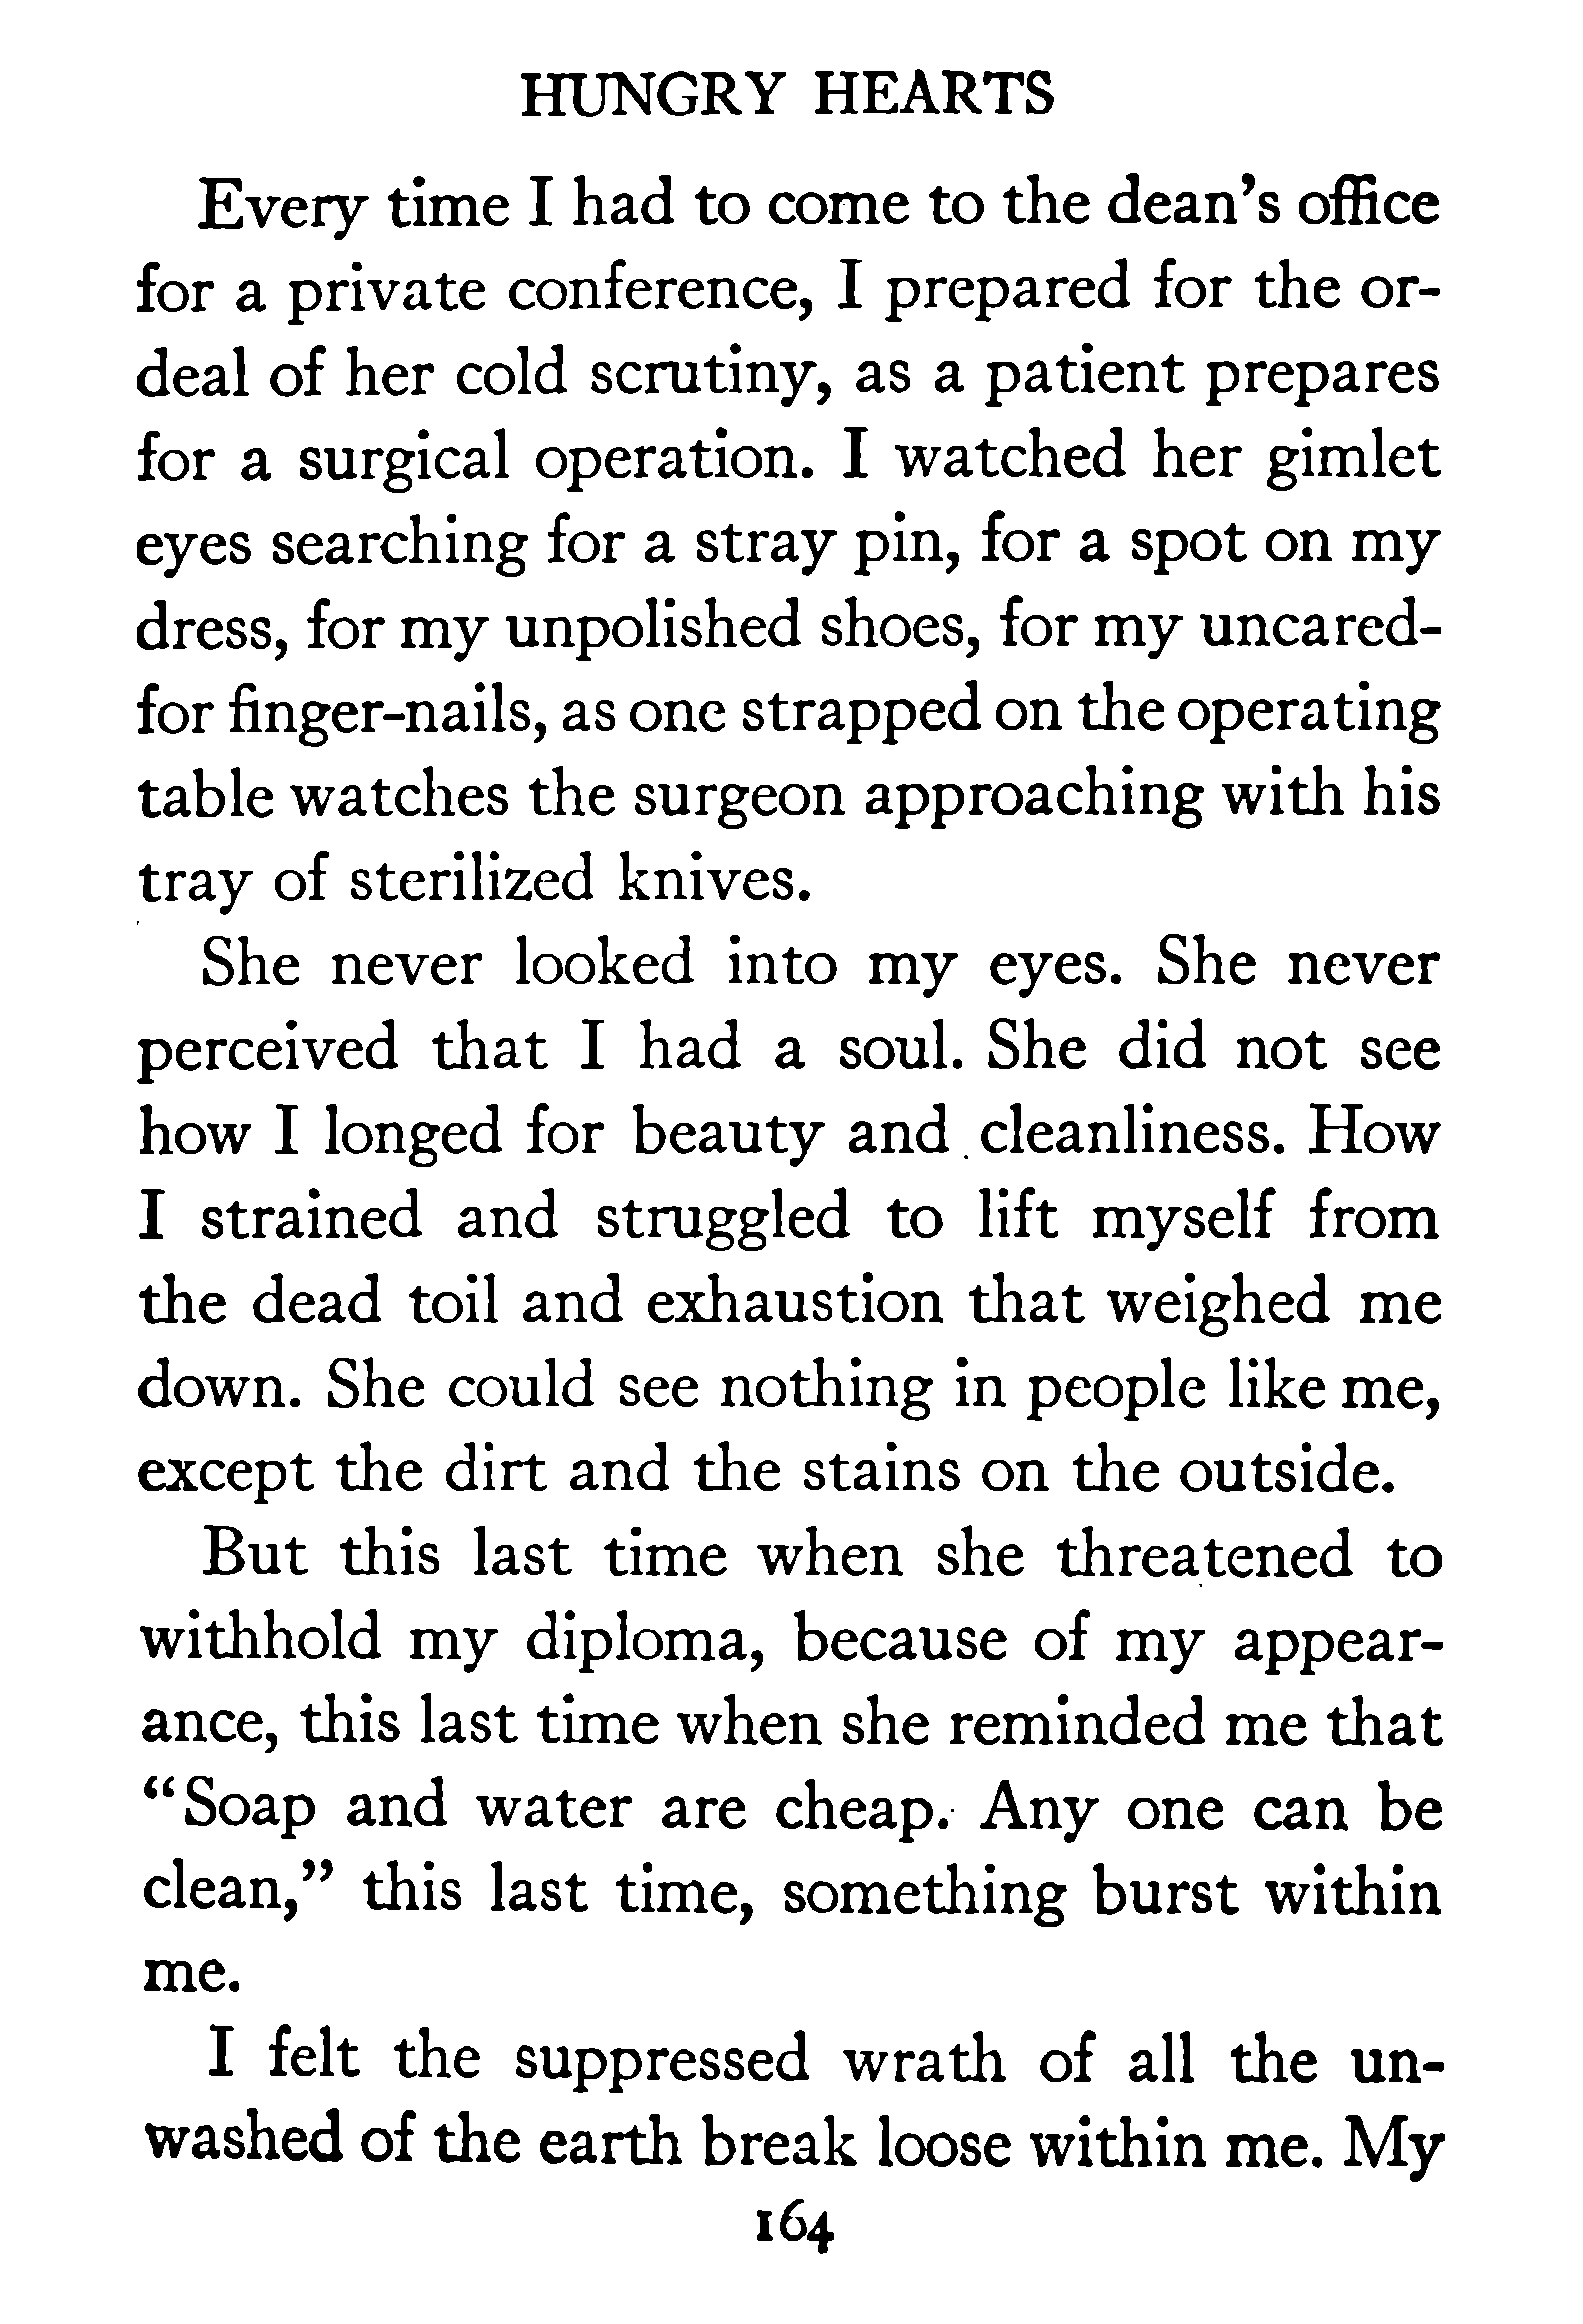 HUNGRY HEARTS
Every time I had to come to the dean's office
for a private conference, I prepared for the or-
deal of her cold scrutiny, as a patient prepares
for a surgical operation. I watched her gimlet
eyes searching for a stray pin, for a spot on my
dress, for my unpolished shoes, for my uncared-
for finger-nails, as one strapped on the operating
table watches the surgeon approaching with his
tray of sterilized knives.
She never looked into my eyes. She never
perceived that I had a soul. She did not see
how I longed for beauty and cleanliness. How
I strained and struggled to lift myself from
the dead toil and exhaustion that weighed me
down. She could see nothing in people like me,
except the dirt and the stains on the outside.
But this last time when she threatened to
withhold my diploma, because of my appear-
ance, this last time when she reminded me that
“Soap and water are cheap. Any one can be
clean,” this last time, something burst within
me.
I felt the suppressed wrath of all the un-
washed of the earth break loose within me. My
164